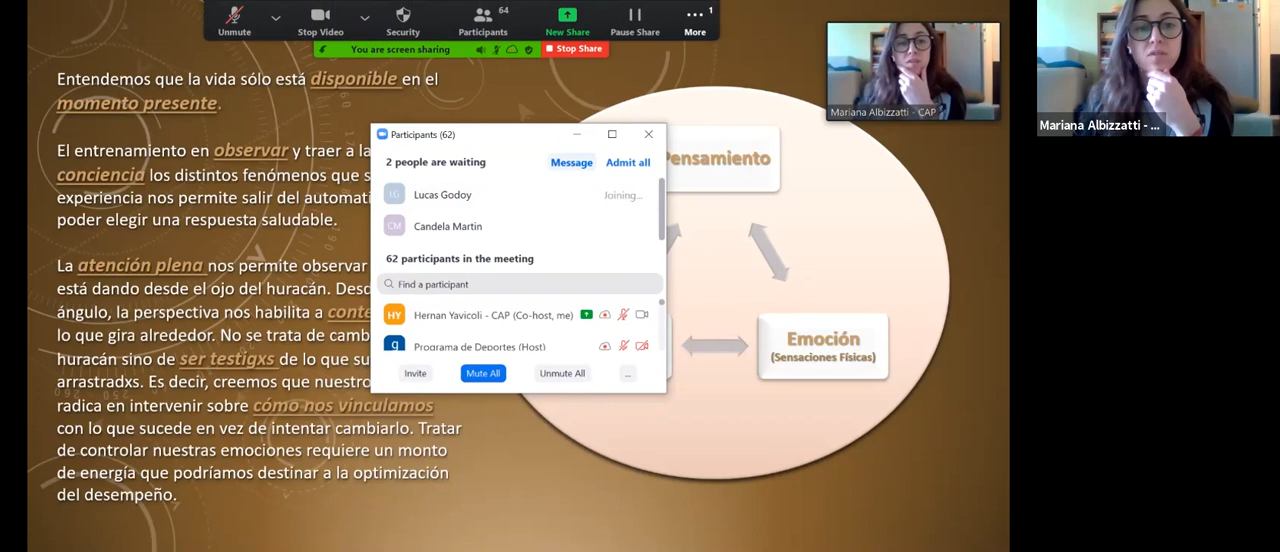 64
1
Unmute
Stop Video
Security
Participants
New Share
Pause Share
More
You are screen sharing
Stop Share
Mariana Albizzatti - CAP
Mariana Albizzatti - ...
Entendemos que la vida sólo está disponible en el
momento presente.
El entrenamiento en observar y traer a la
conciencia los distintos fenómenos que s
experiencia nos permite salir del automati
poder elegir una respuesta saludable.
La atención plena nos permite observar
está dando desde el ojo del huracán. Desd
ángulo, la perspectiva nos habilita a conte
lo que gira alrededor. No se trata de camb
huracán sino de ser testigxs de lo que su
arrastradxs. Es decir, creemos que nuestro
radica en intervenir sobre cómo nos vinculamos
con lo que sucede en vez de intentar cambiarlo. Tratar
de controlar nuestras emociones requiere un monto
de energía que podríamos destinar a la optimización
del desempeño.
Participants (62)
2 people are waiting
Message
Admit all
LG
Lucas Godoy
Joining...
CM
Candela Martin
62 participants in the meeting
Find a participant
HY
Hernan Yavicoli - CAP (Co-host, me)
Programa de Deportes (Host)
Invite
Mute All
Unmute All
...
Pensamiento
Emoción
(Sensaciones Físicas)